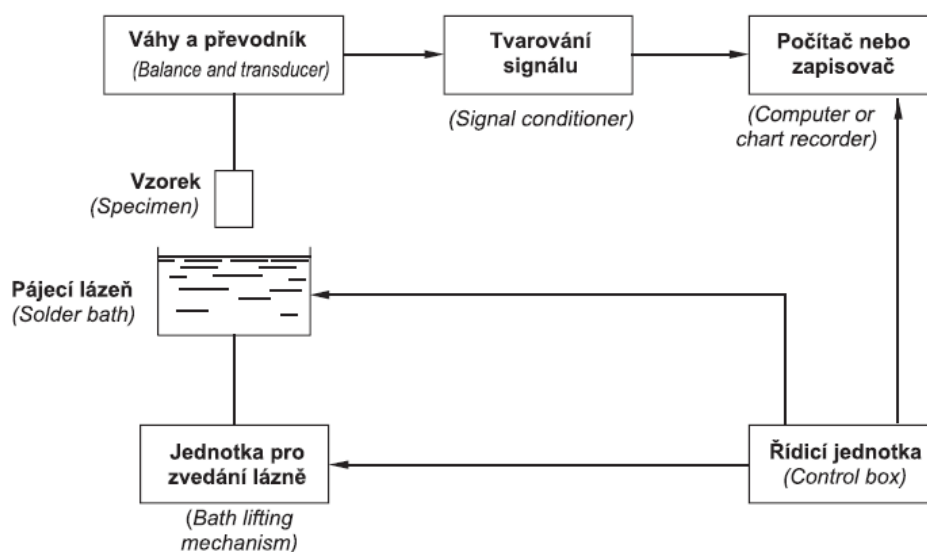 Váhy a převodník
(Balance and transducer)
Tvarování
signálu
(Signal conditioner)
Počítač nebo
zapisovač
(Computer or
chart recorder)
Vzorek
(Specimen)
Pájecí lázeň
(Solder bath)
Jednotka pro
zvedání lázně
(Bath lifting
mechanism)
Řídicí jednotka
(Control box)